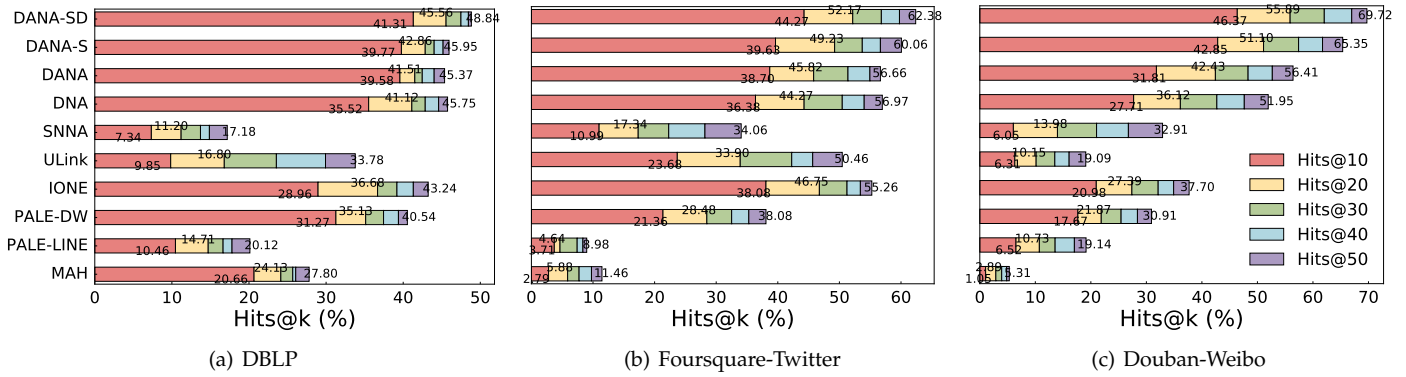 DANA-SD
DANA-S
DANA
DNA
SNNA
ULink
IONE
PALE-DW
PALE-LINE
MAH
41.31 45.56 48.84
39.77 42.86 45.95
39.58 41.51 45.37
35.52 41.12 45.75
7.34 11.20 17.18
9.85 16.80 33.78
28.96 36.68 43.24
31.27 35.13 40.54
10.46 14.71 20.12
20.66 24.13 27.80
0 10 20 30 40 50
Hits@k (%)
(a) DBLP
44.27 52.17 62.38
39.63 49.23 60.06
38.70 45.82 56.66
36.38 44.27 56.97
10.99 17.34 34.06
23.68 33.90 50.46
38.08 46.75 55.26
21.36 28.48 38.08
3.71 4.64 8.98
2.79 5.88 11.46
0 10 20 30 40 50 60
Hits@k (%)
(b) Foursquare-Twitter
46.37 55.89 69.72
42.85 51.10 65.35
31.81 42.43 56.41
27.71 36.12 51.95
6.05 13.98 32.91
6.31 10.15 19.09
20.98 27.39 37.70
17.67 21.87 30.91
6.52 10.73 19.14
1.05 2.89 5.31
0 10 20 30 40 50 60 70
Hits@k (%)
(c) Douban-Weibo
Hits@10
Hits@20
Hits@30
Hits@40
Hits@50